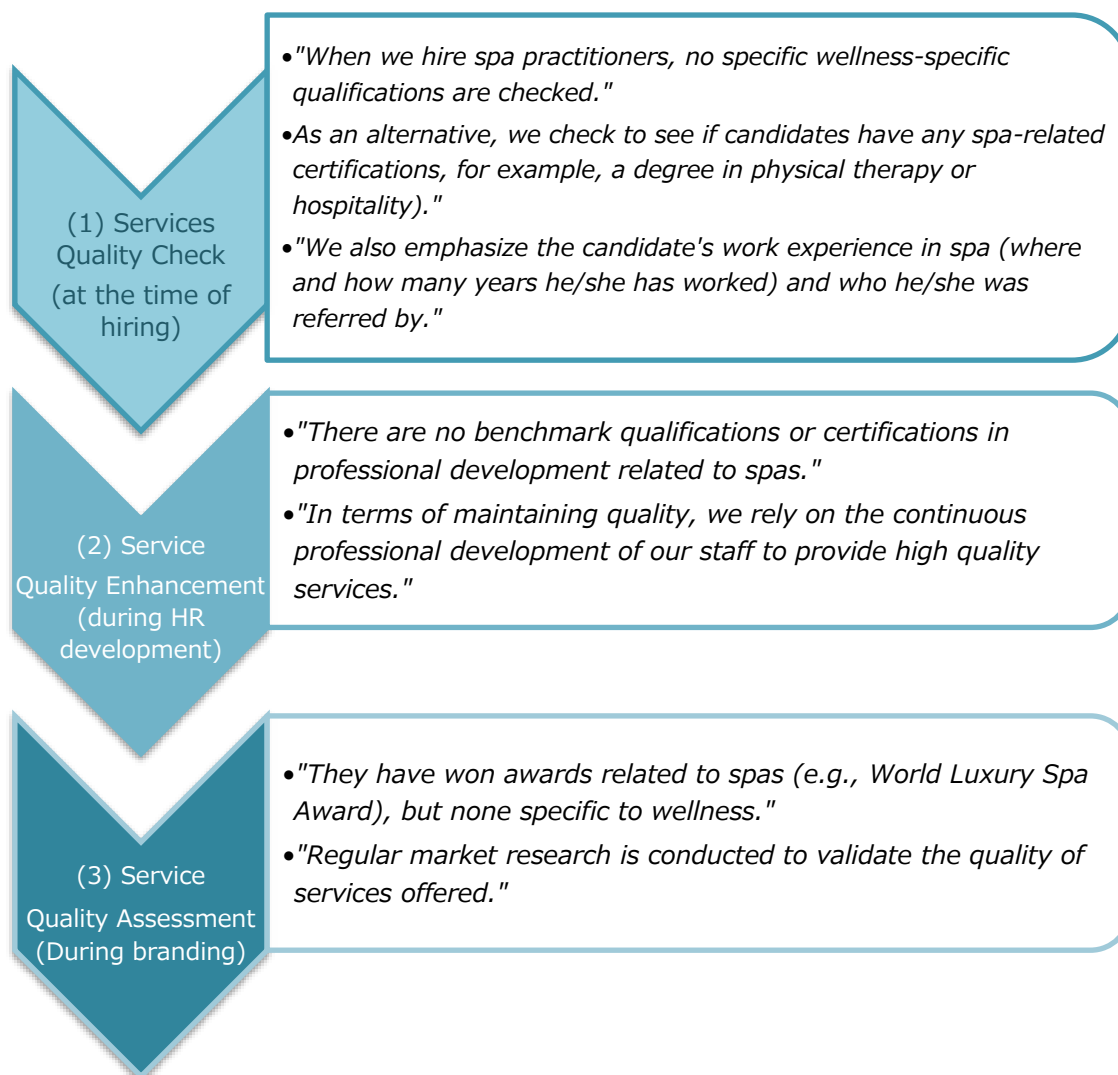 (1) Services
Quality Check
(at the time of
hiring)
•"When we hire spa practitioners, no specific wellness-specific
qualifications are checked."
•As an alternative, we check to see if candidates have any spa-related
certifications, for example, a degree in physical therapy or
hospitality)."
•"We also emphasize the candidate's work experience in spa (where
and how many years he/she has worked) and who he/she was
referred by."
(2) Service
Quality Enhancement
(during HR
development)
•"There are no benchmark qualifications or certifications in
professional development related to spas."
•"In terms of maintaining quality, we rely on the continuous
professional development of our staff to provide high quality
services."
(3) Service
Quality Assessment
(During branding)
•"They have won awards related to spas (e.g., World Luxury Spa
Award), but none specific to wellness."
•"Regular market research is conducted to validate the quality of
services offered."